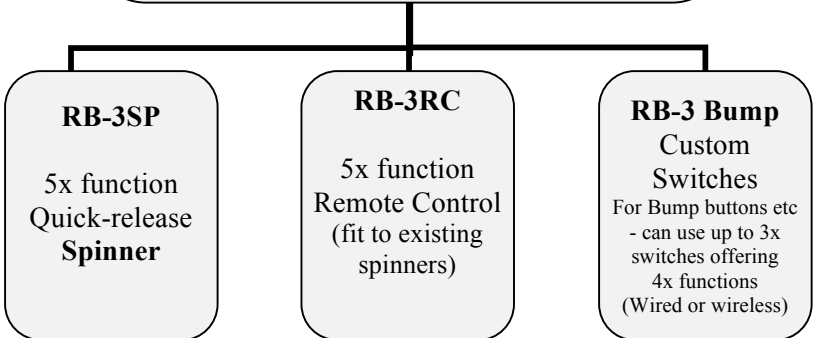 RB-3SP
5x function
Quick-release
Spinner
RB-3RC
5x function
Remote Control
(fit to existing
spinners)
RB-3 Bump
Custom
Switches
For Bump buttons etc
- can use up to 3x
switches offering
4x functions
(Wired or wireless)